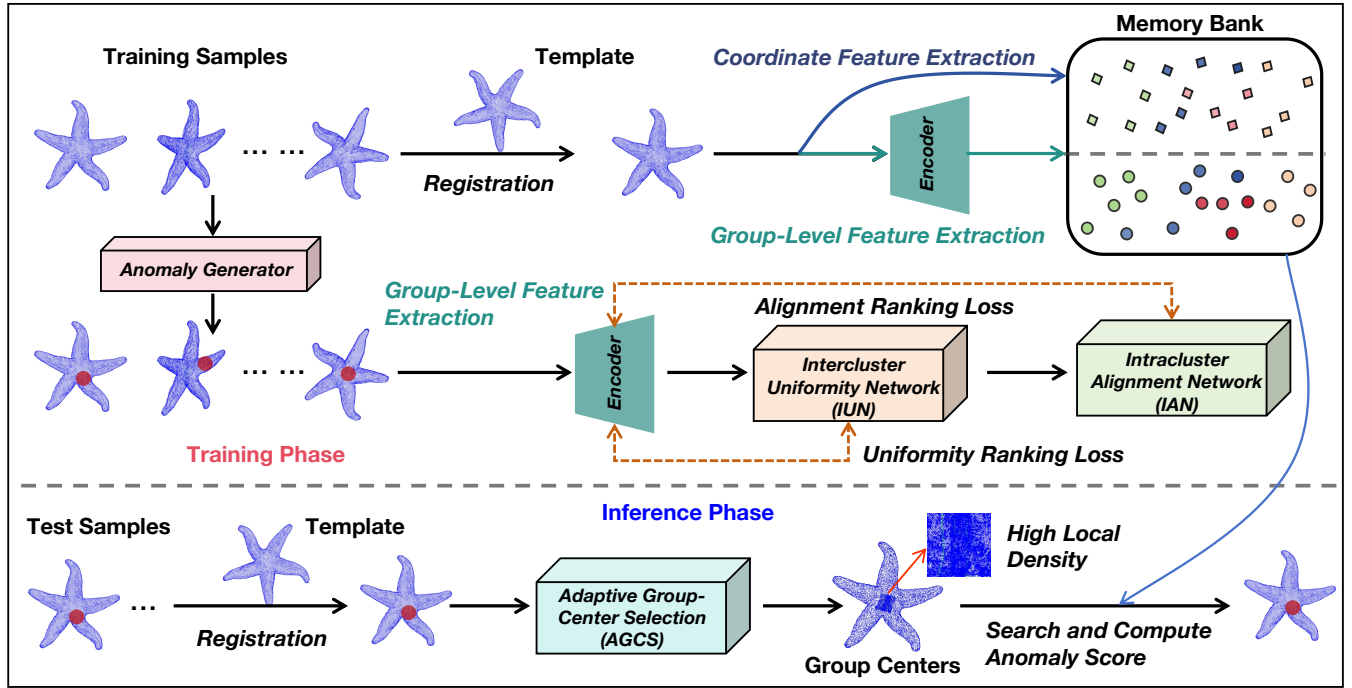 Memory Bank
Training Samples
Template
Coordinate Feature Extraction
... ...
Registration
Encoder
Group-Level Feature Extraction
Anomaly Generator
Group-Level Feature
Extraction
Alignment Ranking Loss
... ...
Encoder
Intercluster
Uniformity Network
(IUN)
Intracluster
Alignment Network
(IAN)
Training Phase
Uniformity Ranking Loss
Inference Phase
Test Samples
Template
High Local
Density
...
Registration
Adaptive Group-
Center Selection
(AGCS)
Group Centers
Search and Compute
Anomaly Score